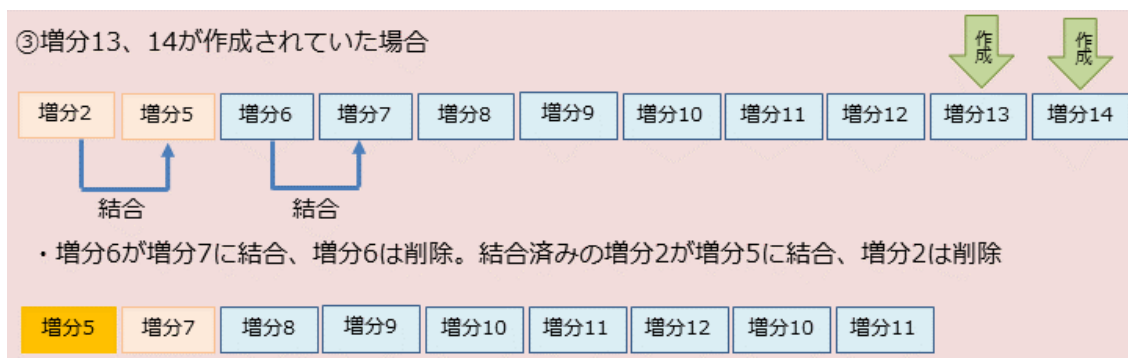 ③増分13、14が作成されていた場合
作成 作成
増分2 増分5 増分6 増分7 増分8 増分9 増分10 増分11 増分12 増分13 増分14
結合 結合
・増分6が増分7に結合、増分6は削除。結合済みの増分2が増分5に結合、増分2は削除
増分5 増分7 増分8 増分9 増分10 増分11 増分12 増分10 増分11